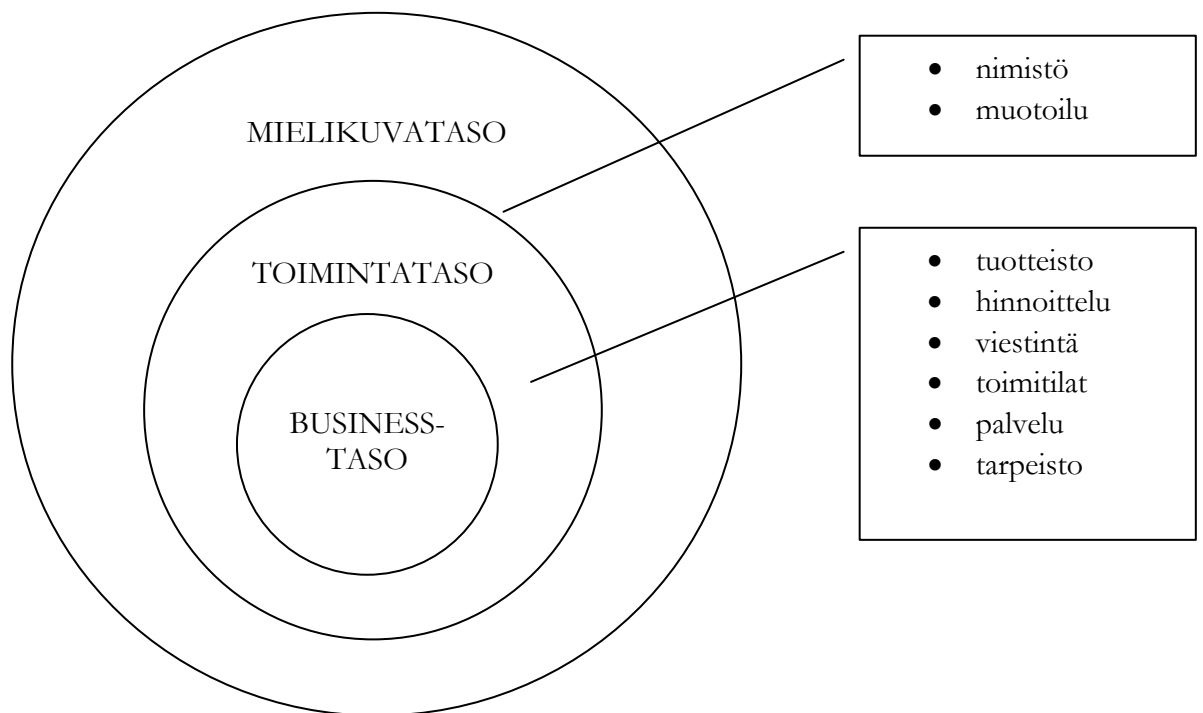 MIELIKUVATASO
TOIMINTATASO
BUSINESS-
TASO
• nimistö
• muotoilu
• tuotteisto
• hinnoittelu
• viestintä
• toimitilat
• palvelu
• tarpeisto